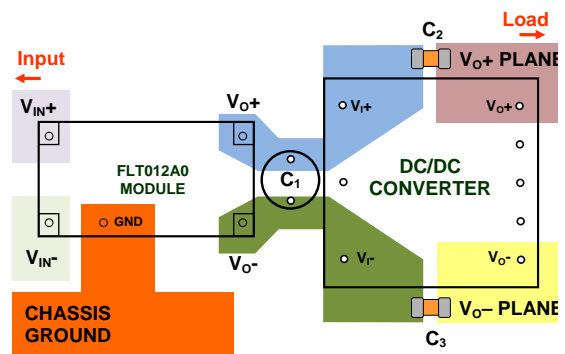 Input
Load
C2
VO+ PLANE
VIN+
VO+
VI+
VO+
FLT012A0
MODULE
C1
DC/DC
CONVERTER
GND
VIN-
VO-
VI-
VO-
CHASSIS
GROUND
VO– PLANE
C3